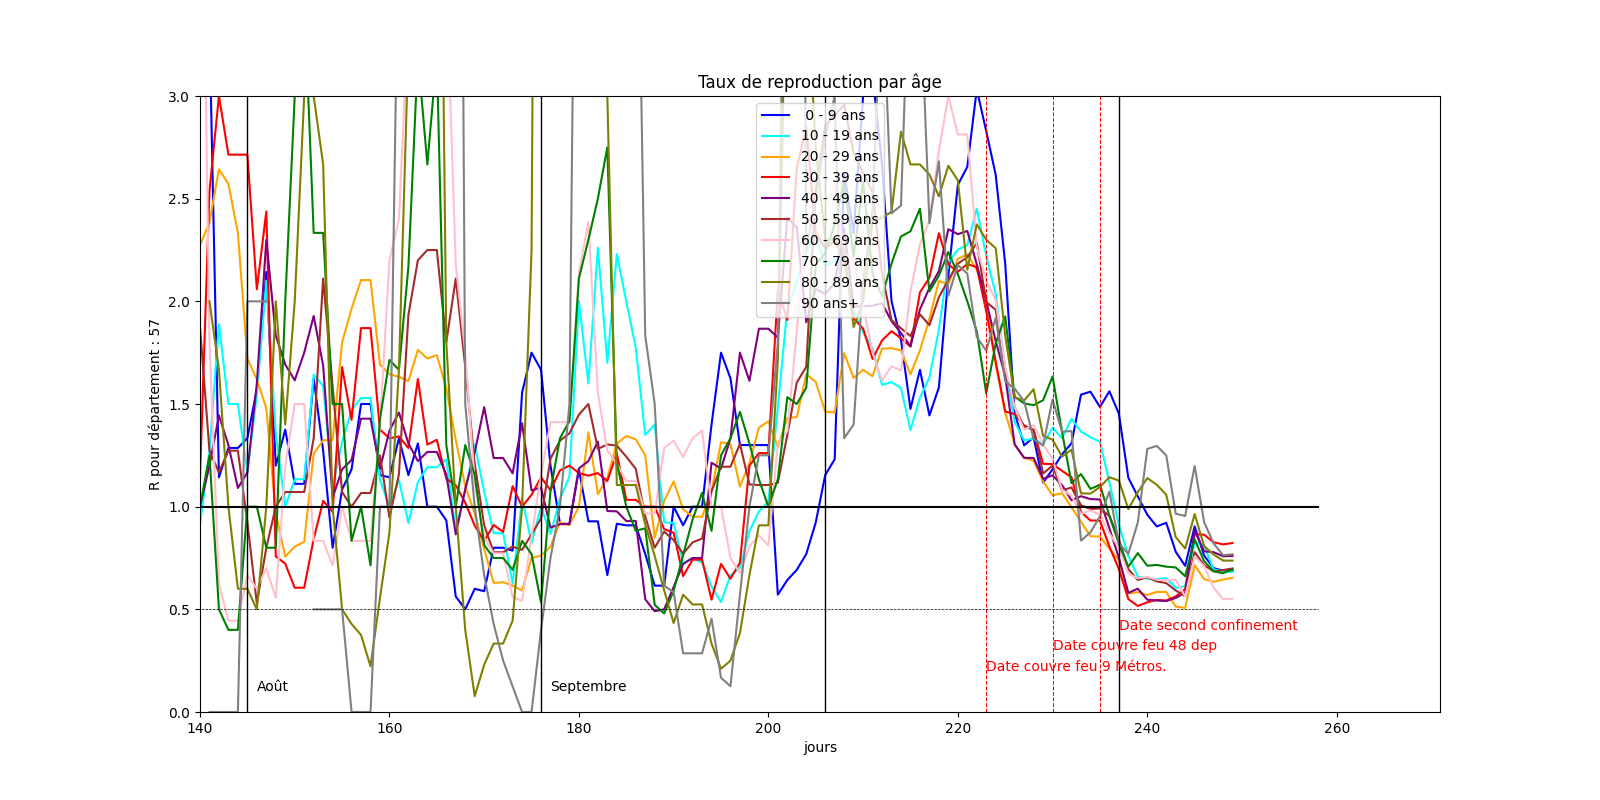 Taux de reproduction par âge
R pour département : 57
3.0
2.5
2.0
1.5
1.0
0.5
0.0
0 - 9 ans
10 - 19 ans
20 - 29 ans
30 - 39 ans
40 - 49 ans
50 - 59 ans
60 - 69 ans
70 - 79 ans
80 - 89 ans
90 ans+
Date second confinement
Date couvre feu 48 dep
Date couvre feu 9 Métros.
Août
Septembre
140 160 180 200 220 240 260
jours